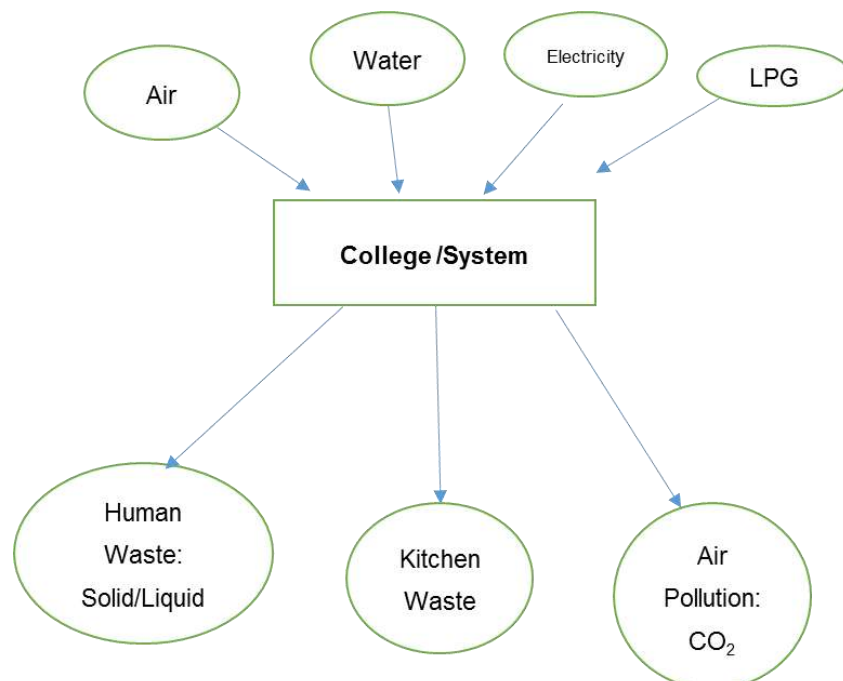 Air
Water
Electricity
LPG
College /System
Human
Waste:
Solid/Liquid
Kitchen
Waste
Air
Pollution:
CO₂